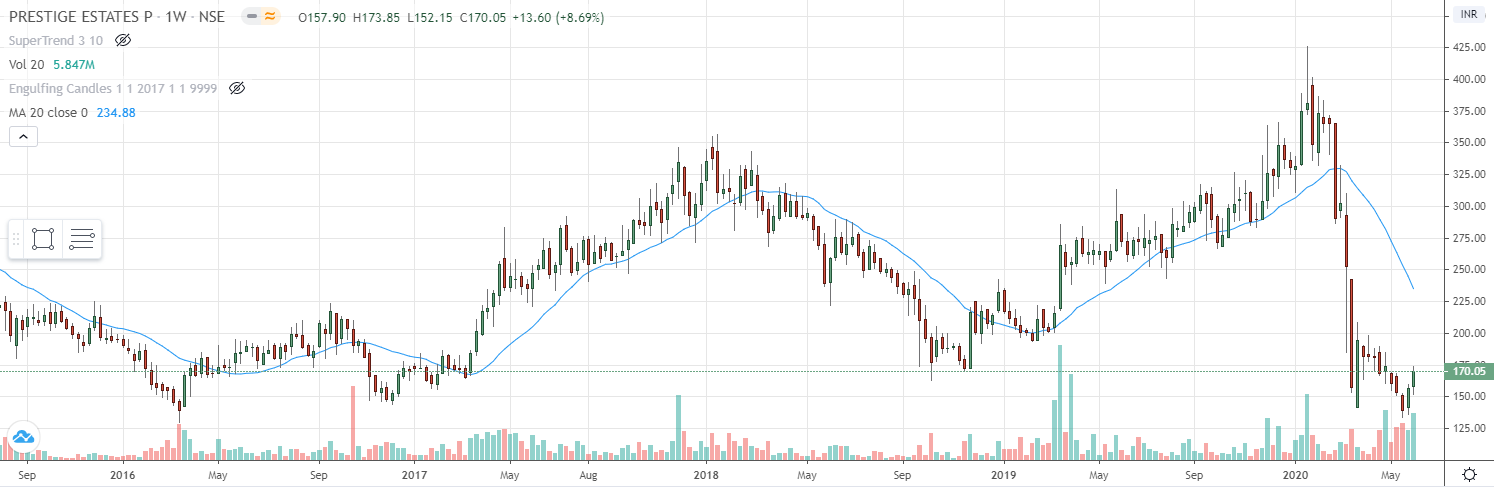 PRESTIGE ESTATES P · 1W · NSE O157.90 H173.85 L152.15 C170.05 +13.60 (+8.69%)
INR
SuperTrend 3 10
Vol 20 5.847M
Engulfing Candles 1 1 2017 1 1 9999
MA 20 close 0 234.88
425.00
400.00
375.00
350.00
325.00
300.00
275.00
250.00
225.00
200.00
175.00
170.05
150.00
125.00
Sep 2016 May Sep 2017 May Aug 2018 May Sep 2019 May Sep 2020 May